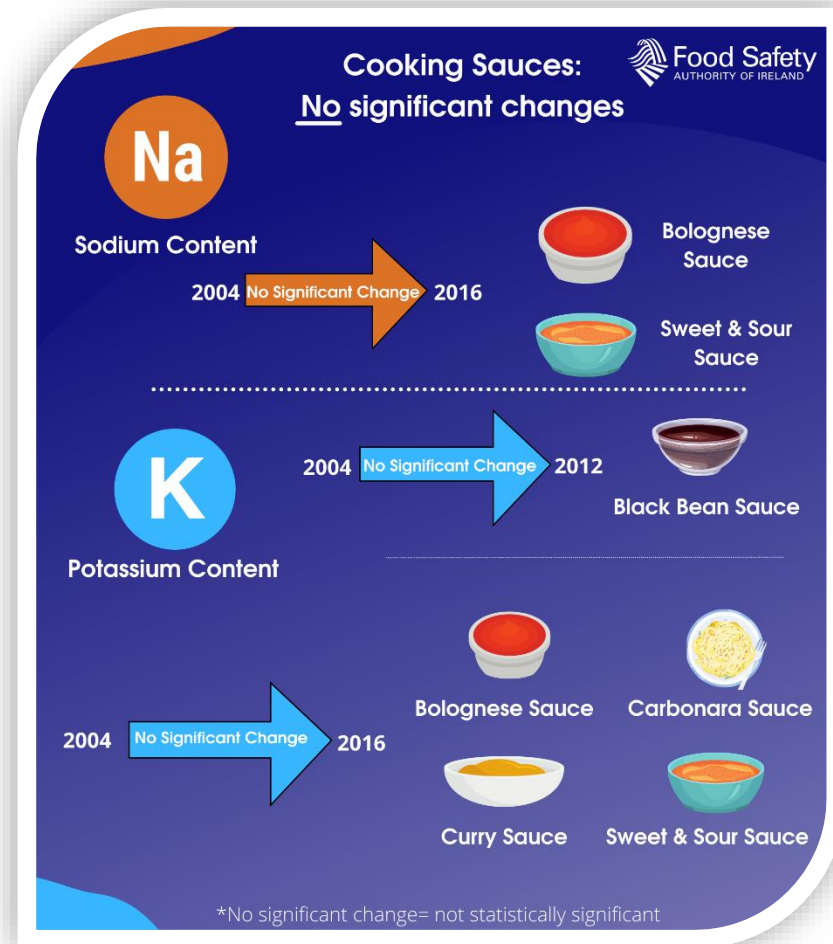 Cooking Sauces:
No significant changes
Food Safety
AUTHORITY OF IRELAND
Na
Sodium Content
2004 No Significant Change 2016
Bolognese
Sauce
Sweet & Sour
Sauce
K
Potassium Content
2004 No Significant Change 2012
Black Bean Sauce
2004 No Significant Change 2016
Bolognese Sauce
Carbonara Sauce
Curry Sauce
Sweet & Sour Sauce
*No significant change= not statistically significant